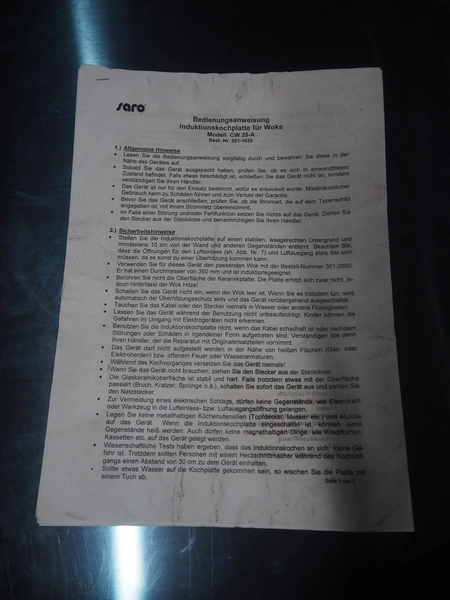 saro
Bedienungsanweisung
Induktionskochplatte für Woks
Modell CW 25-A
Best.-Nr. 301-1020
1.) Allgemeine Hinweise
Lesen Sie die Bedienungsanweisung sorgfältig durch und bewahren Sie diese in der
Nähe des Gerätes auf.
Sobald Sie das Gerät ausgepackt haben, prüfen Sie, ob es sich in einwandfreiem
Zustand befindet. Falls etwas beschädigt ist, schließen Sie das Gerät nicht an, sondern
verständigen Sie Ihren Händler.
Das Gerät ist nur für den Einsatz bestimmt, wofür es entwickelt wurde. Missbräuchlicher
Gebrauch kann zu Schäden führen und zum Verlust der Garantie.
Bevor Sie das Gerät anschließen, prüfen Sie, ob die Stromart, die auf dem Typenschild
angegeben ist, mit Ihrem Stromnetz übereinstimmt.
Im Falle einer Störung und/oder Fehlfunktion setzen Sie nichts auf das Gerät. Ziehen Sie
den Stecker aus der Steckdose und benachrichtigen Sie Ihren Händler.
2.) Sicherheitshinweise
Stellen Sie die Induktionskochplatte auf einen stabilen, waagerechten Untergrund und
mindestens 10 cm von der Wand und anderen Gegenständen entfernt. Beachten Sie,
dass die Öffnungen für den Lufteinlass (sh. Abb. Nr. 7) und Luftausgang stets frei sein
müssen, da es sonst zu einer Überhitzung kommen kann.
Verwenden Sie für dieses Gerät den passenden Wok mit der Bestell-Nummer 301-2000.
Er hat einen Durchmesser von 350 mm und ist induktionsgeeignet.
Berühren Sie nicht die Oberfläche der Keramikplatte. Die Platte erhitzt sich zwar nicht, je-
doch hinterlässt der Wok Hitze!
Schalten Sie das Gerät nicht ein, wenn der Wok leer ist. Wenn Sie es trotzdem tun, wird
automatisch der Überhitzungsschutz aktiv und das Gerät vorübergehend ausgeschaltet.
Tauchen Sie das Kabel oder den Stecker niemals in Wasser oder andere Flüssigkeiten.
Lassen Sie das Gerät während der Benutzung nicht unbeaufsichtigt. Kinder können die
Gefahren im Umgang mit Elektrogeräten nicht erkennen.
Benutzen Sie die Induktionskochplatte nicht, wenn das Kabel schadhaft ist oder nachdem
Störungen oder Schäden in irgendeiner Form aufgetreten sind. Verständigen Sie dann
Ihren Händler, der die Reparatur mit Originalersatzteilen vornimmt.
Das Gerät darf nicht aufgestellt werden in der Nähe von heißen Flächen (Gas- oder
Elektroherden) bzw. offenem Feuer oder Wasserarmaturen.
Während des Kochvorganges versetzen Sie das Gerät niemals!
Wenn Sie das Gerät nicht brauchen, ziehen Sie den Stecker aus der Steckdose.
Die Glaskeramikoberfläche ist stabil und hart. Falls trotzdem etwas mit der Oberfläche
passiert (Bruch, Kratzer, Sprünge o.ä.), schalten Sie sofort das Gerät aus und ziehen Sie
den Netzstecker.
Zur Vermeidung eines elektrischen Schlags, dürfen keine Gegenstände, wie Eisendraht
oder Werkzeug in die Lufteinlass- bzw. Luftausgangsöffnung gelangen.
Legen Sie keine metallhaltigen Küchenutensilien (Topfdeckel, Messer etc.) und Alufolie
auf das Gerät. Wenn die Induktionskochplatte eingeschaltet ist, können diese
Gegenstände heiß werden. Auch dürfen keine magnethaltigen Dinge, wie Kreditkarten,
Kassetten etc. auf das Gerät gelegt werden.
Wissenschaftliche Tests haben ergeben, dass das Induktionskochen an sich keine Ge-
fahr ist. Trotzdem sollten Personen mit einem Herzschrittmacher während des Kochvor-
gangs einen Abstand von 30 cm zu dem Gerät einhalten.
Sollte etwas Wasser auf die Kochplatte gekommen sein, so wischen Sie die Platte mit
einem Tuch ab.
Seite 1 von 3